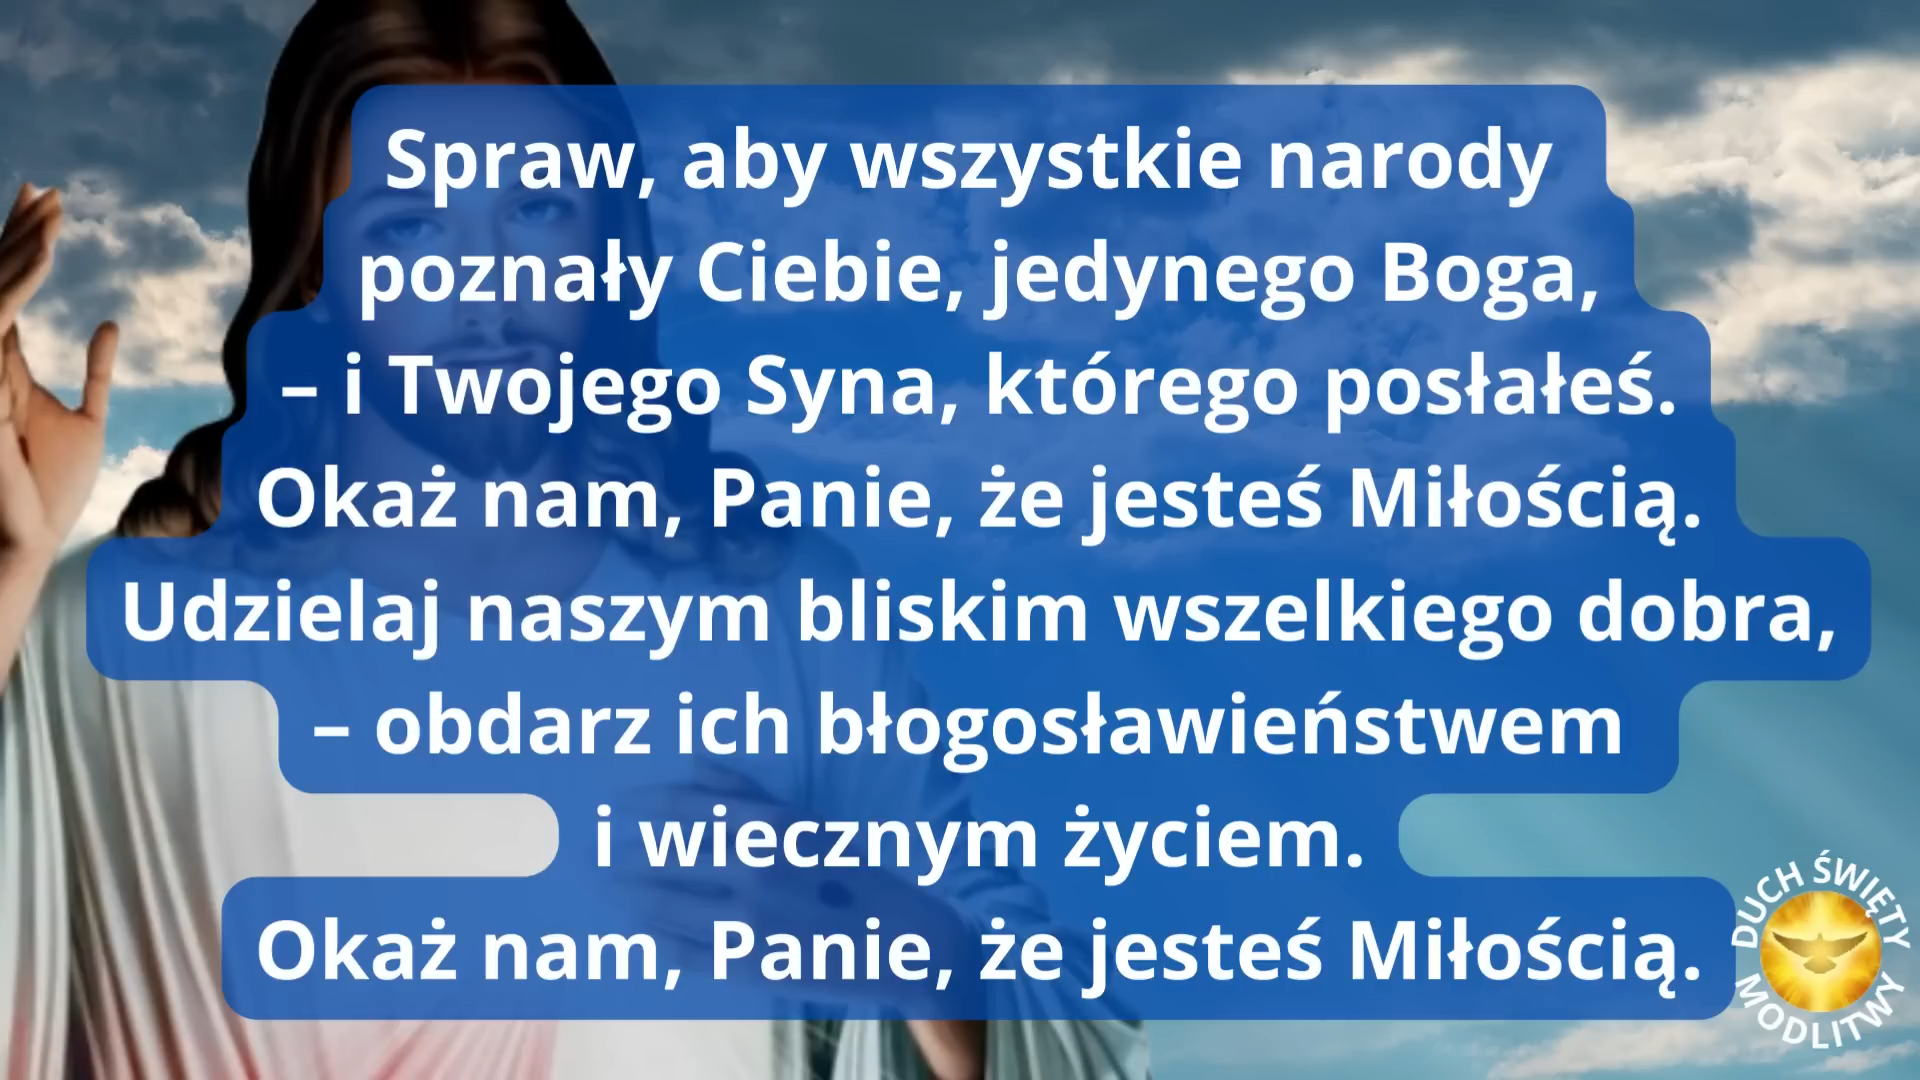 Spraw, aby wszystkie narody
poznały Ciebie, jedynego Boga,
– i Twojego Syna, którego posłałeś.
Okaż nam, Panie, że jesteś Miłością.
Udzielaj naszym bliskim wszelkiego dobra,
– obdarz ich błogosławieństwem
i wiecznym życiem.
Okaż nam, Panie, że jesteś Miłością.
DUCH ŚWIĘTY
MODLITWY